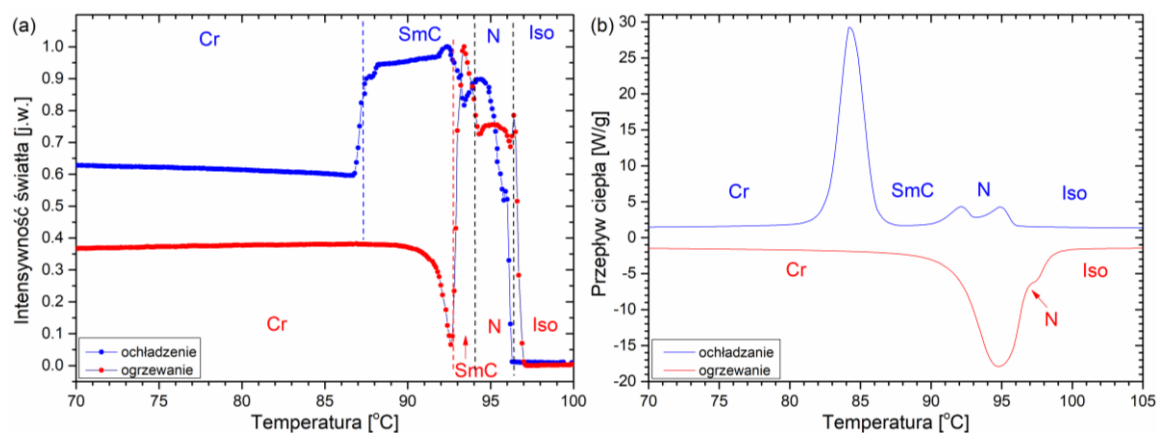 (a)
Cr
SmC
N
Iso
Intensywność światła [j.w.]
1.0
0.9
0.8
0.7
0.6
0.5
0.4
0.3
0.2
0.1
0.0
Cr
N
Iso
SmC
ochładzenie
ogrzewanie
70 75 80 85 90 95 100
Temperatura [°C]
(b)
Przepływ ciepła [W/g]
30
25
20
15
10
5
0
-5
-10
-15
-20
Cr
SmC
N
Iso
Cr
Iso
N
ochładzanie
ogrzewanie
70 75 80 85 90 95 100 105
Temperatura [°C]